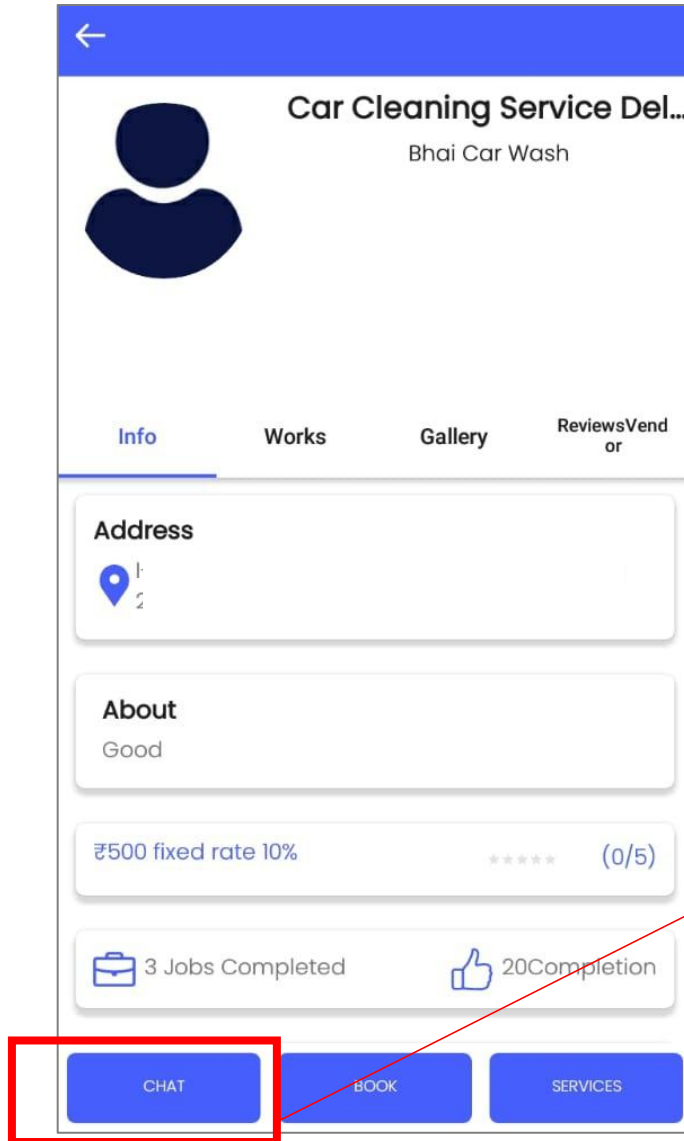 Car Cleaning Service Del...
Bhai Car Wash
Info
Works
Gallery
ReviewsVend
or
Address
About
Good
₹500 fixed rate 10%
(0/5)
3 Jobs Completed
20Completion
CHAT
BOOK
SERVICES